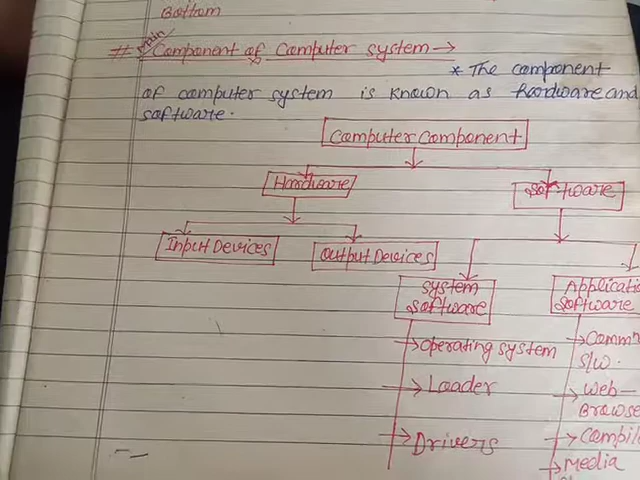 Bottom
# Main Component of Computer system →
* The component
of computer system is known as hardware and
software.
Computer Component
Hardware
Software
Input Devices
Output Devices
System
Software
Applicatio
Software
→ Operating system
→ Loader
→ Drivers
→ Comm
S/W.
→ Web-
Browse
→ Compil
→ Media